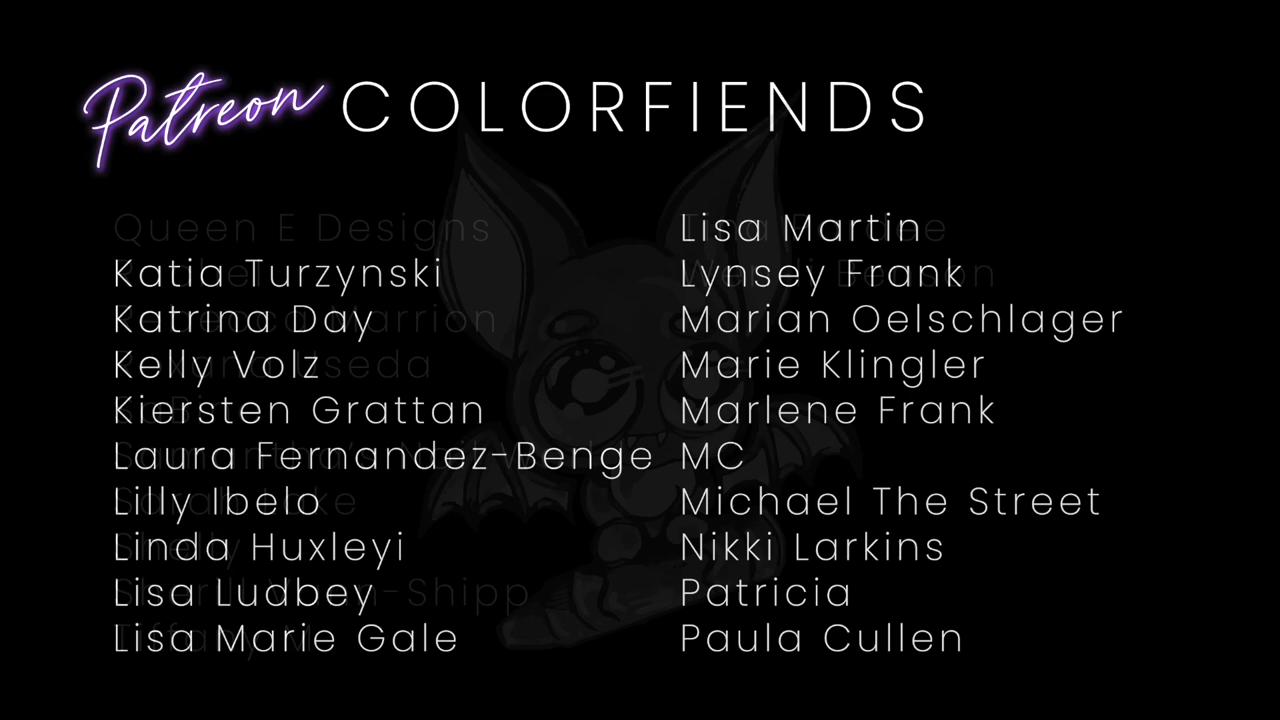 Patreon COLORFIENDS
Queen E Designs
Katia Turzynski
Katrina Day
Kelly Volz
Kiersten Grattan
Laura Fernandez-Benge
Lilly Ibelo
Linda Huxleyi
Lisa Ludbey
Lisa Marie Gale
Lisa Martin
Lynsey Frank
Marian Oelschlager
Marie Klingler
Marlene Frank
MC
Michael The Street
Nikki Larkins
Patricia
Paula Cullen